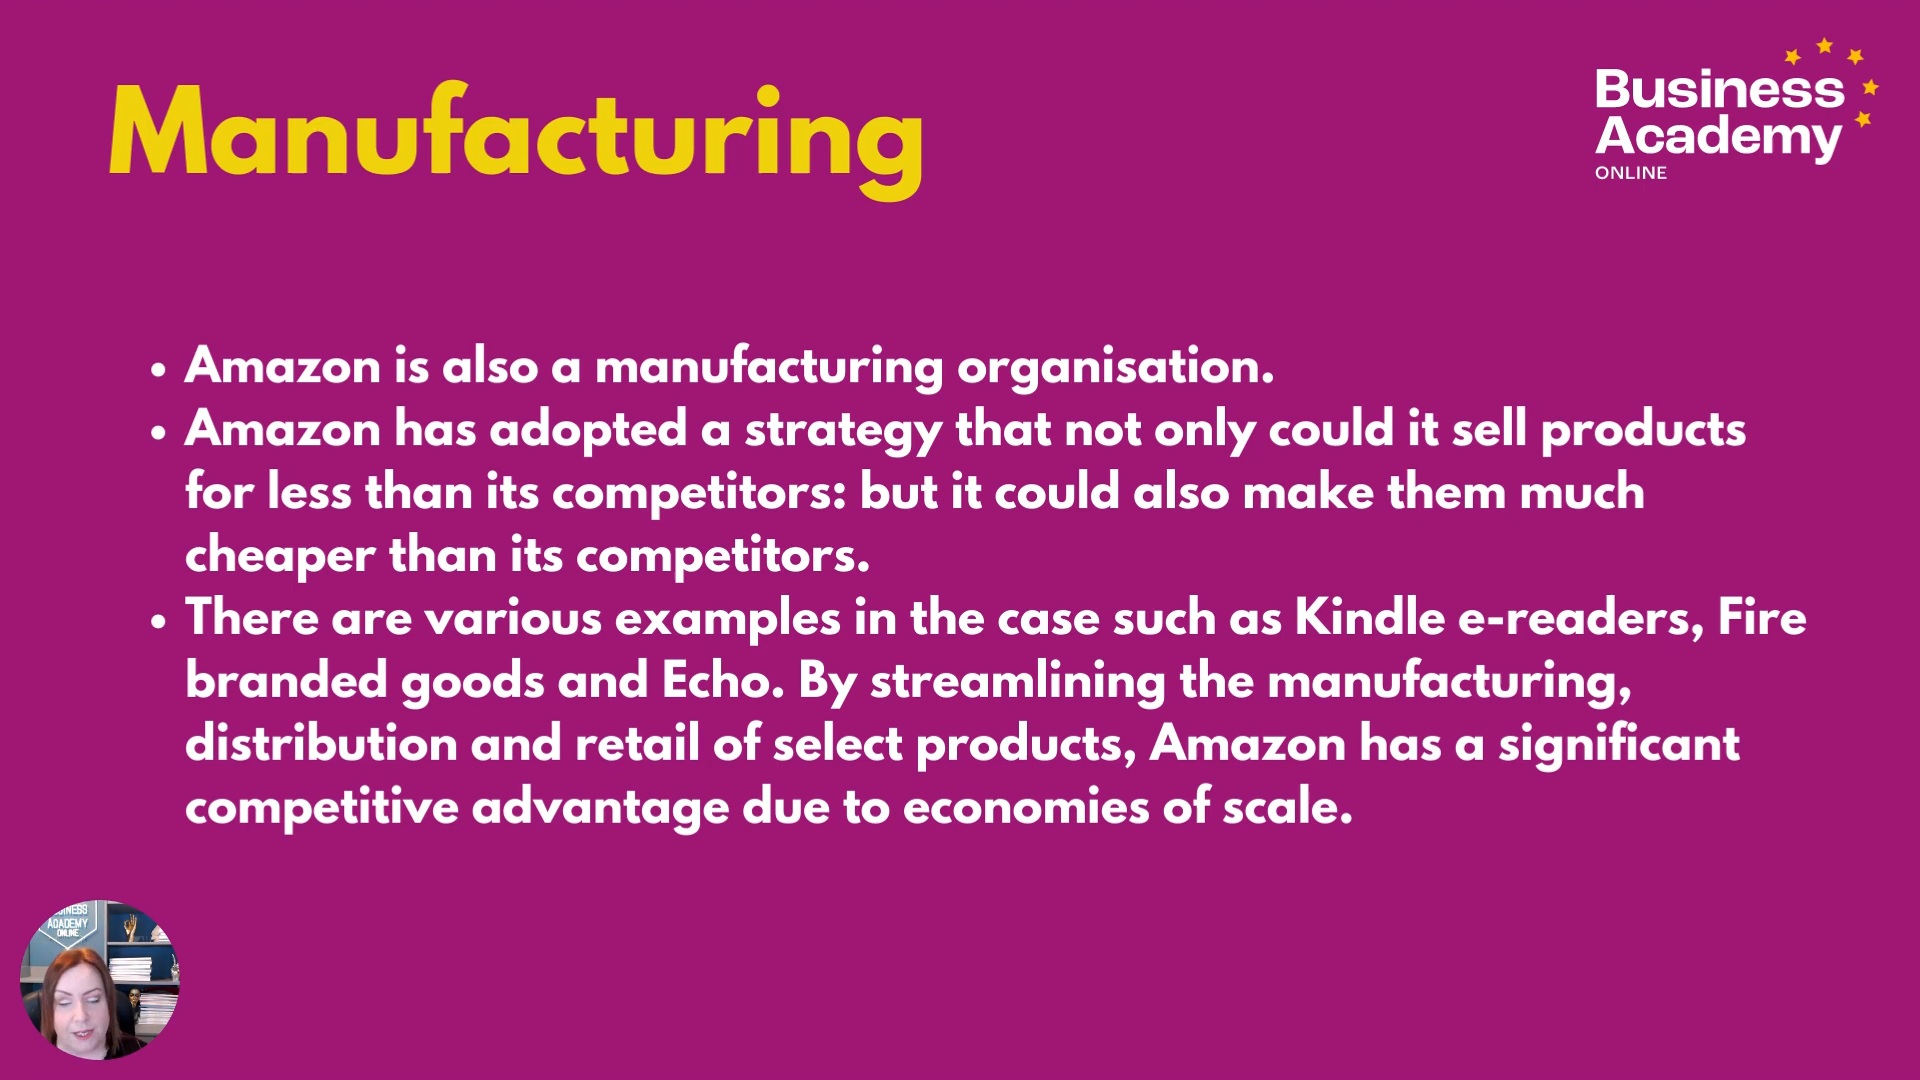 Manufacturing
Business
Academy
ONLINE
• Amazon is also a manufacturing organisation.
• Amazon has adopted a strategy that not only could it sell products
for less than its competitors: but it could also make them much
cheaper than its competitors.
• There are various examples in the case such as Kindle e-readers, Fire
branded goods and Echo. By streamlining the manufacturing,
distribution and retail of select products, Amazon has a significant
competitive advantage due to economies of scale.
ACADEMY
ONLINE